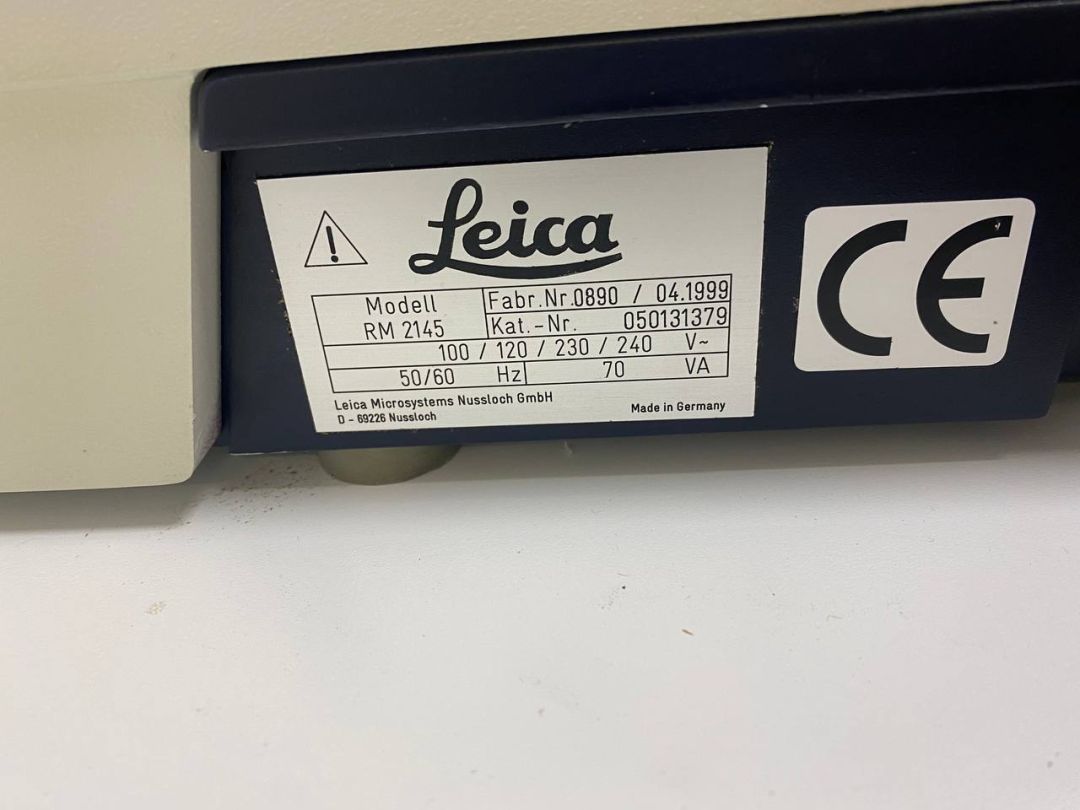 Leica
Modell
RM 2145
Fabr.Nr.0890 / 04.1999
Kat.-Nr. 050131379
100 / 120 / 230 / 240 V~
50/60 Hz 70 VA
Leica Microsystems Nussloch GmbH
D - 69226 Nussloch
Made in Germany
CE